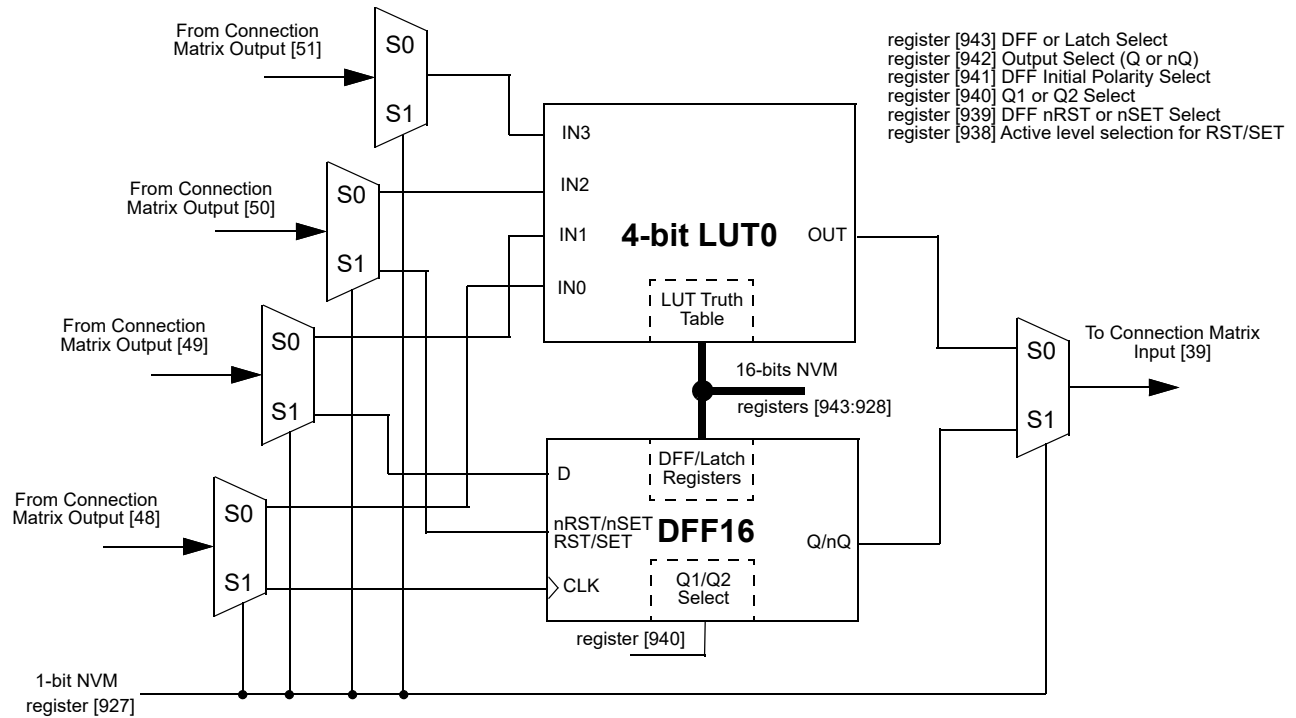 From Connection
Matrix Output [51]
S0
S1
register [943] DFF or Latch Select
register [942] Output Select (Q or nQ)
register [941] DFF Initial Polarity Select
register [940] Q1 or Q2 Select
register [939] DFF nRST or nSET Select
register [938] Active level selection for RST/SET
From Connection
Matrix Output [50]
S0
S1
IN3
IN2
IN1
IN0
4-bit LUT0
OUT
LUT Truth
Table
From Connection
Matrix Output [49]
S0
S1
16-bits NVM
registers [943:928]
S0
S1
To Connection Matrix
Input [39]
From Connection
Matrix Output [48]
S0
S1
D
nRST/nSET
RST/SET
CLK
DFF/Latch
Registers
DFF16
Q/nQ
Q1/Q2
Select
register [940]
1-bit NVM
register [927]